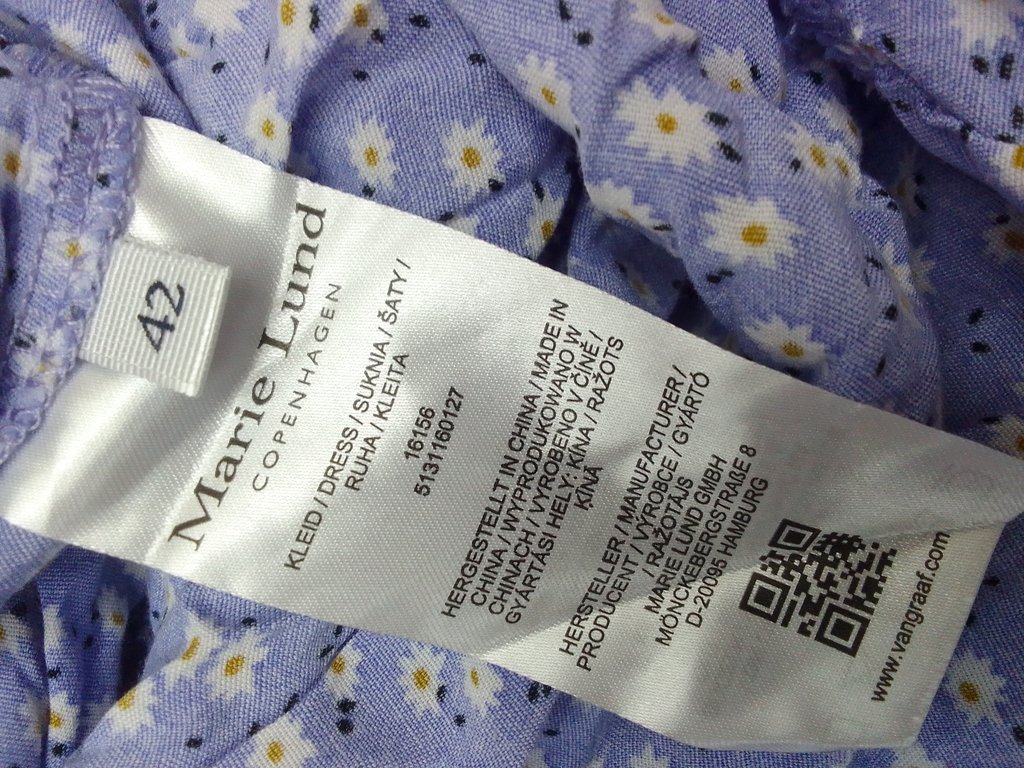 42
Marie Lund
COPENHAGEN
KLEID / DRESS / SUKNIA / ŠATY /
RUHA / KLEITA
16156
5131160127
HERGESTELLT IN CHINA / MADE IN
CHINA / WYPRODUKOWANO W
CHINACH / VYROBENO V ČÍNĚ /
GYÁRTÁSI HELY: KÍNA / RAŽOTS
ĶĪNĀ
HERSTELLER / MANUFACTURER /
PRODUCENT / VÝROBCE / GYÁRTÓ
/ RAŽOTĀJS
MARIE LUND GMBH
MÖNCKEBERGSTRAßE 8
D-20095 HAMBURG
www.vangraaf.com